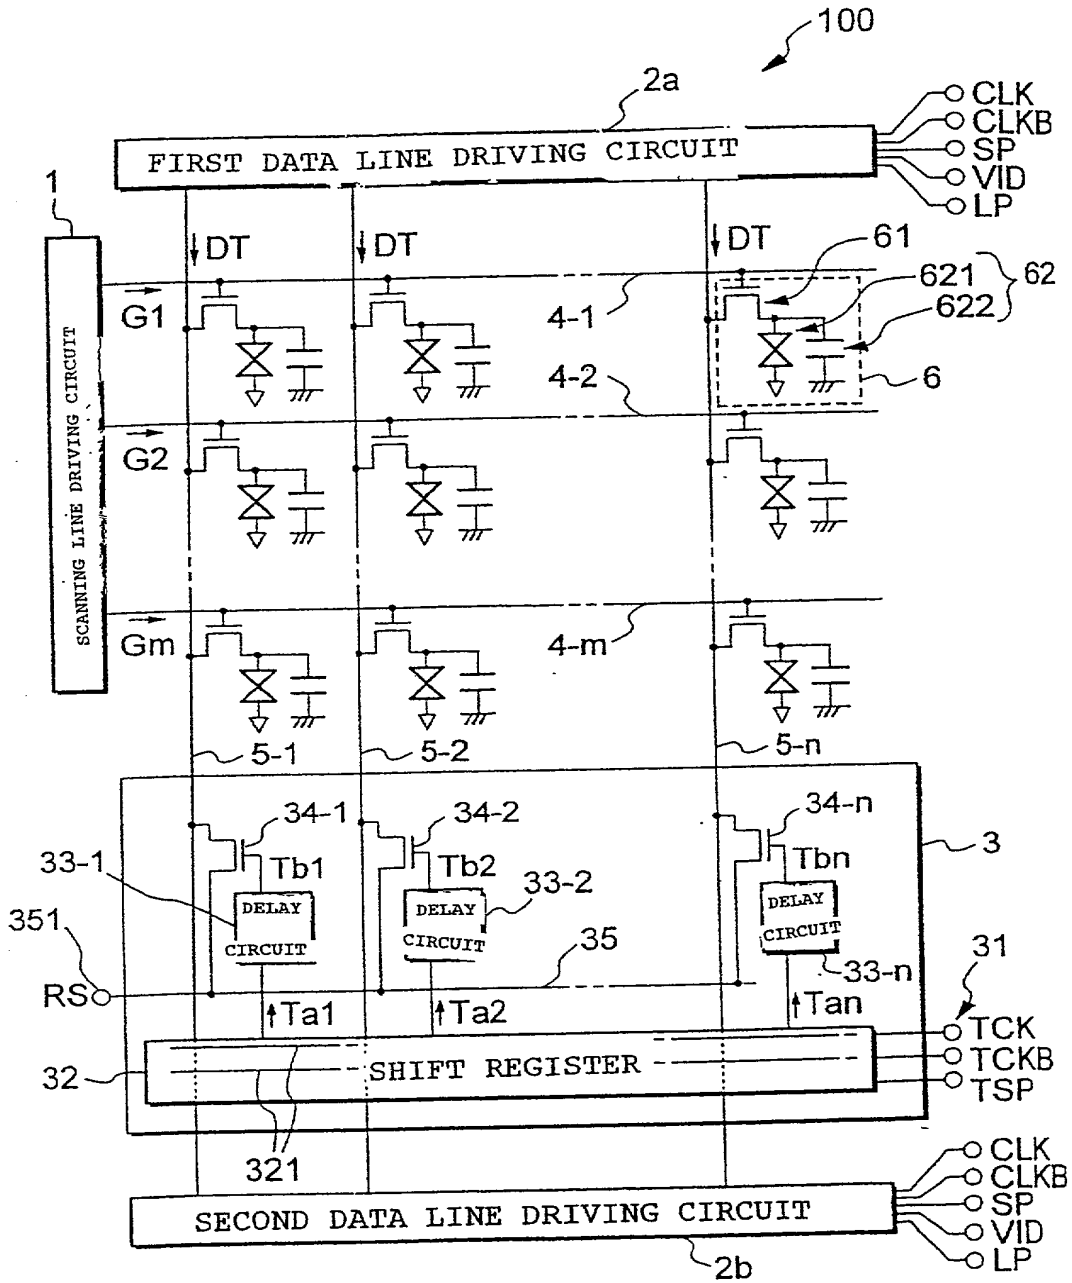 100
2a
CLK
CLKB
SP
VID
LP
FIRST DATA LINE DRIVING CIRCUIT
1
DT
DT
DT
61
621
622
62
G1
4-1
6
4-2
G2
SCANNING LINE DRIVING CIRCUIT
Gm
4-m
5-1
5-2
5-n
34-1
34-2
34-n
3
33-1
Tb1
Tb2
Tbn
DELAY CIRCUIT
DELAY CIRCUIT
DELAY CIRCUIT
33-2
33-n
351
RS
35
31
Ta1
Ta2
Tan
TCK
TCKB
TSP
32
SHIFT REGISTER
321
CLK
CLKB
SP
VID
LP
SECOND DATA LINE DRIVING CIRCUIT
2b